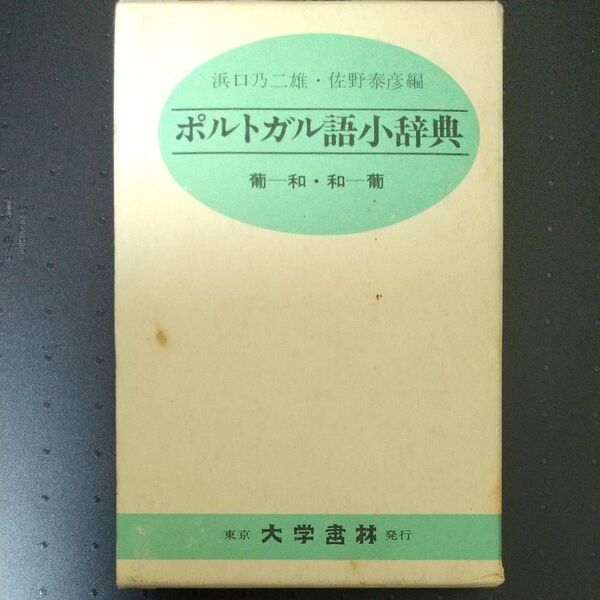 浜口乃二雄・佐野泰彦編
ポルトガル語小辞典
葡─和・和─葡
東京 大学書林 発行